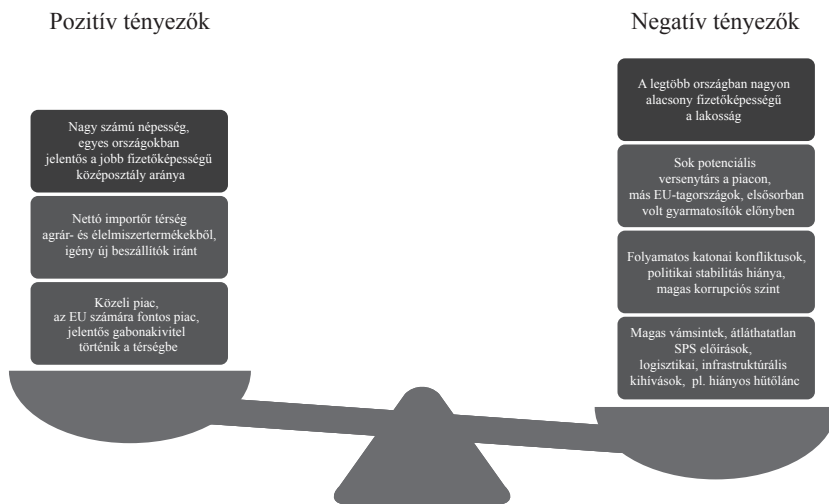 Pozitív tényezők
Nagy számú népesség,
egyes országokban
jelentős a jobb fizetőképességű
középosztály aránya
Nettó importőr térség
agrár- és élelmiszertermékekből,
igény új beszállítók iránt
Közeli piac,
az EU számára fontos piac,
jelentős gabonakivitel
történik a térségbe
Negatív tényezők
A legtöbb országban nagyon
alacsony fizetőképességű
a lakosság
Sok potenciális
versenytárs a piacon,
más EU-tagországok, elsősorban
volt gyarmatosítók előnyben
Folyamatos katonai konfliktusok,
politikai stabilitás hiánya,
magas korrupciós szint
Magas vámsintek, átláthatatlan
SPS előírások,
logisztikai, infrastruktúrális
kihívások, pl. hiányos hűtőlánc